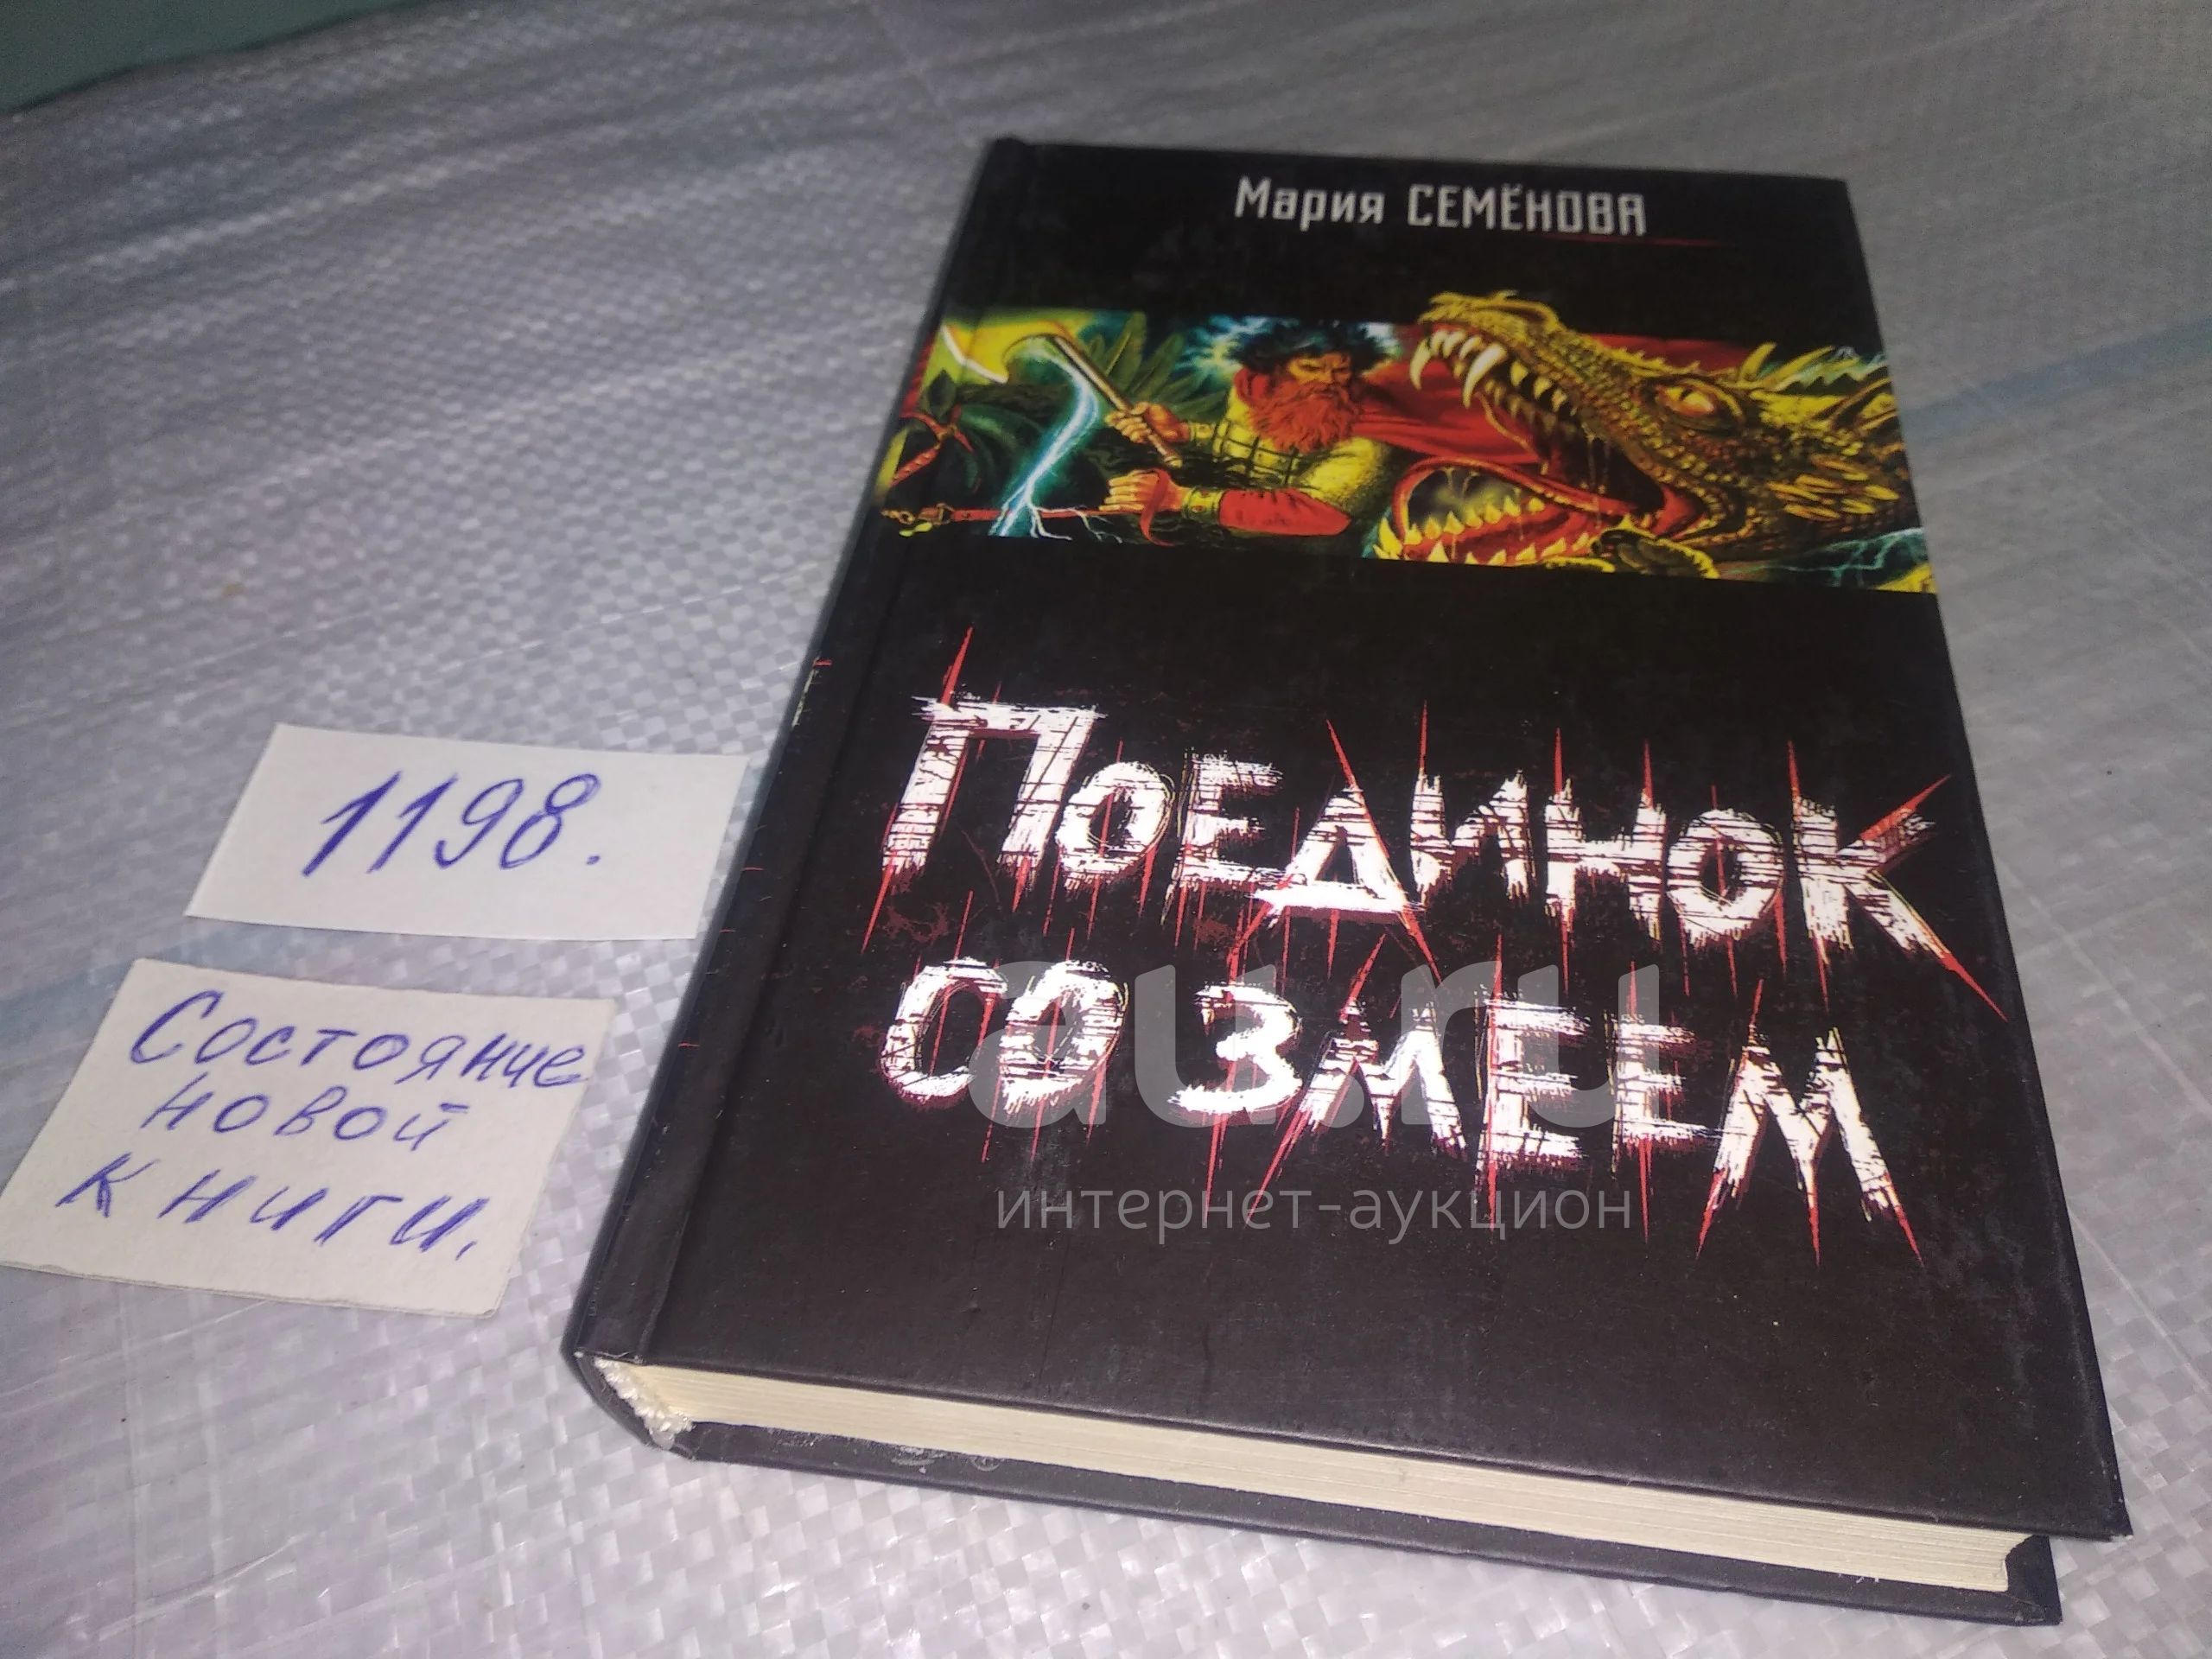 Мария СЕМЁНОВА
ПОЕДИНОК
СО ЗМЕЕМ
1198.
Состояние
новой
книги.
au.ru
интернет-аукцион